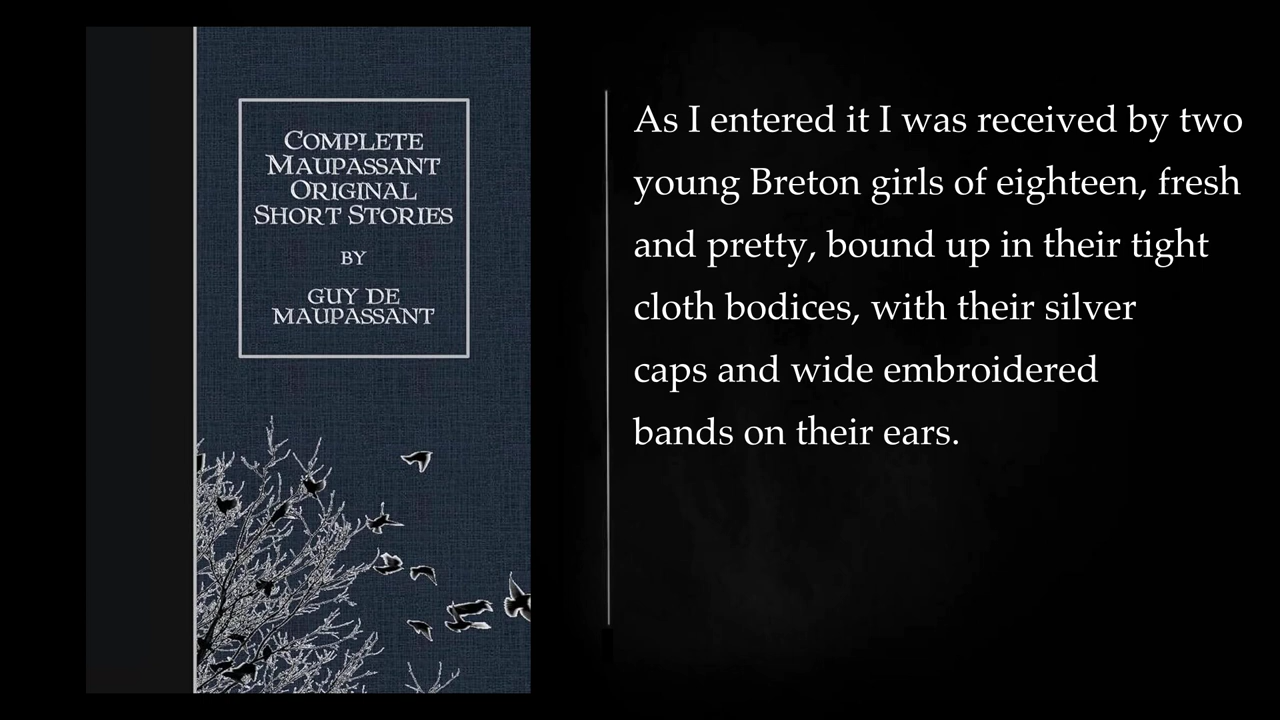 COMPLETE
MAUPASSANT
ORIGINAL
SHORT STORIES
BY
GUY DE
MAUPASSANT
As I entered it I was received by two
young Breton girls of eighteen, fresh
and pretty, bound up in their tight
cloth bodices, with their silver
caps and wide embroidered
bands on their ears.